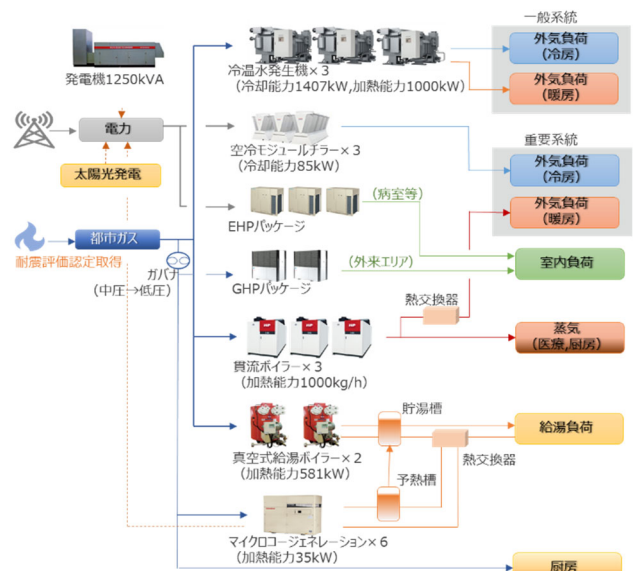 一般系統
外気負荷
(冷房)
外気負荷
(暖房)
発電機1250kVA
冷温水発生機×3
(冷却能力1407kW,加熱能力1000kW)
電力
太陽光発電
空冷モジュールチラー×3
(冷却能力85kW)
重要系統
外気負荷
(冷房)
外気負荷
(暖房)
(病室等)
EHPパッケージ
都市ガス
耐震評価認定取得
ガバナ
(中圧→低圧)
(外来エリア)
GHPパッケージ
室内負荷
熱交換器
貫流ボイラー×3
(加熱能力1000kg/h)
蒸気
(医療,厨房)
貯湯槽
真空式給湯ボイラー×2
(加熱能力581kW)
給湯負荷
熱交換器
予熱槽
マイクロコージェネレーション×6
(加熱能力35kW)
厨房